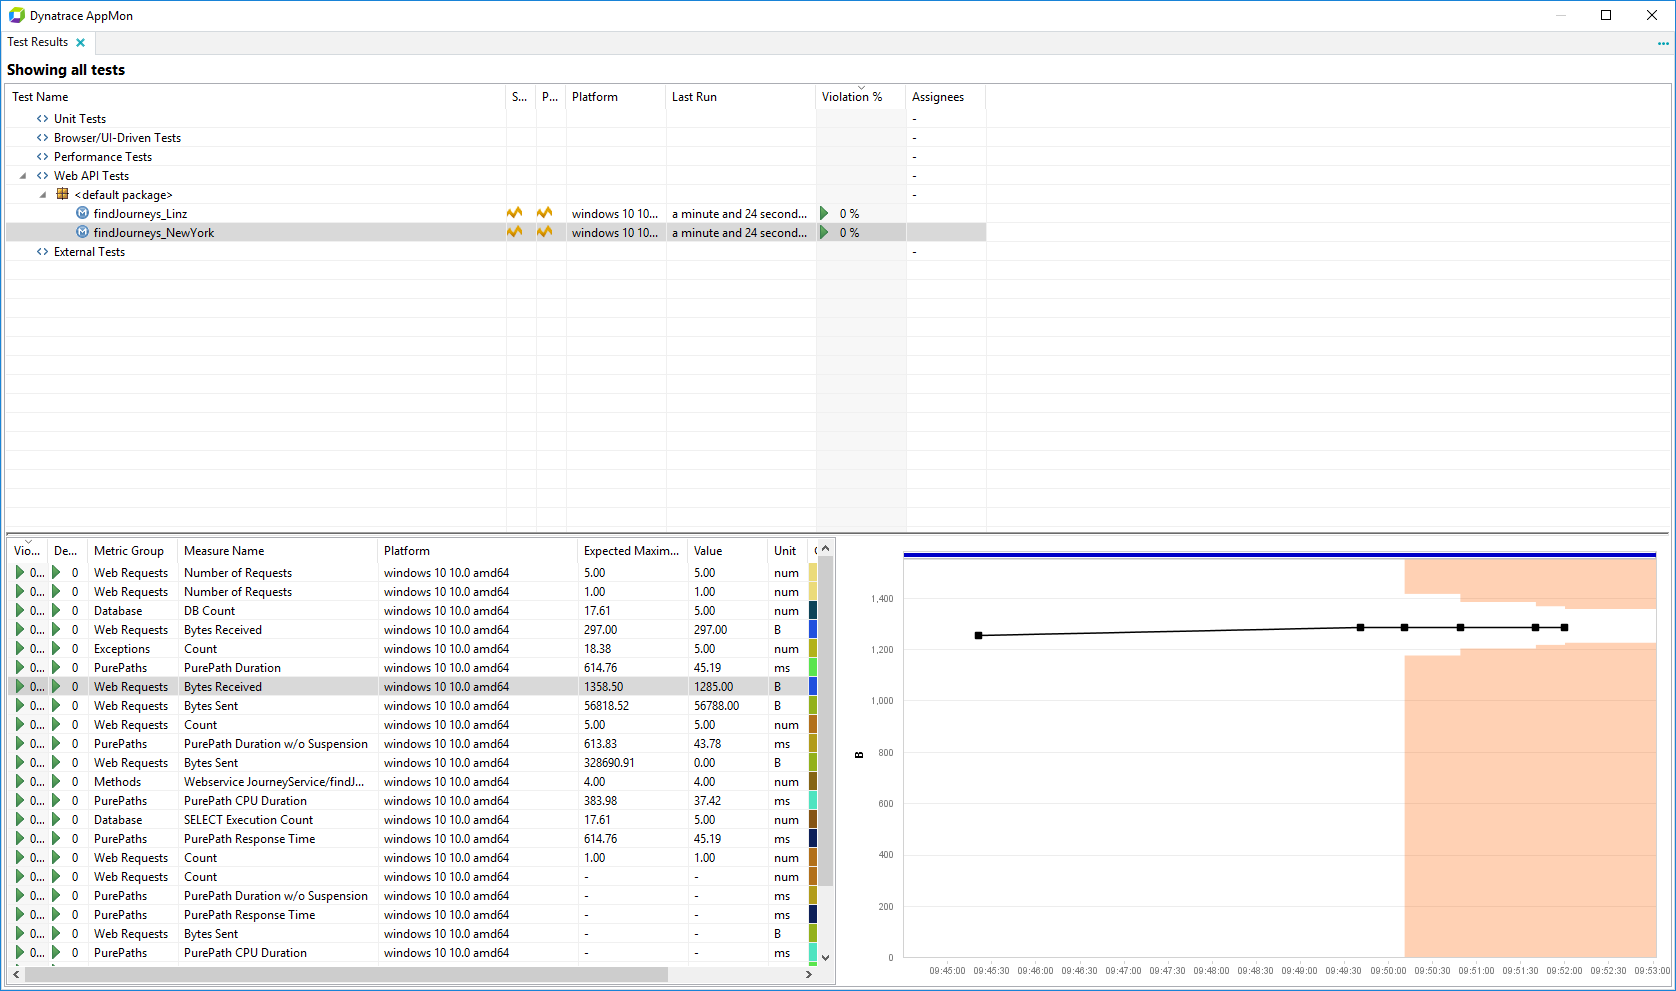 Dynatrace AppMon
Test Results
Showing all tests
Test Name S... P... Platform Last Run Violation % Assignees
Unit Tests -
Browser/UI-Driven Tests -
Performance Tests -
Web API Tests -
<default package> -
findJourneys_Linz windows 10 10... a minute and 24 second... 0 %
findJourneys_NewYork windows 10 10... a minute and 24 second... 0 %
External Tests -
Vio... De... Metric Group Measure Name Platform Expected Maxim... Value Unit
0... 0 Web Requests Number of Requests windows 10 10.0 amd64 5.00 5.00 num
0... 0 Web Requests Number of Requests windows 10 10.0 amd64 1.00 1.00 num
0... 0 Database DB Count windows 10 10.0 amd64 17.61 5.00 num
0... 0 Web Requests Bytes Received windows 10 10.0 amd64 297.00 297.00 B
0... 0 Exceptions Count windows 10 10.0 amd64 18.38 5.00 num
0... 0 PurePaths PurePath Duration windows 10 10.0 amd64 614.76 45.19 ms
0... 0 Web Requests Bytes Received windows 10 10.0 amd64 1358.50 1285.00 B
0... 0 Web Requests Bytes Sent windows 10 10.0 amd64 56818.52 56788.00 B
0... 0 Web Requests Count windows 10 10.0 amd64 5.00 5.00 num
0... 0 PurePaths PurePath Duration w/o Suspension windows 10 10.0 amd64 613.83 43.78 ms
0... 0 Web Requests Bytes Sent windows 10 10.0 amd64 328690.91 0.00 B
0... 0 Methods Webservice JourneyService/findJ... windows 10 10.0 amd64 4.00 4.00 num
0... 0 PurePaths PurePath CPU Duration windows 10 10.0 amd64 383.98 37.42 ms
0... 0 Database SELECT Execution Count windows 10 10.0 amd64 17.61 5.00 num
0... 0 PurePaths PurePath Response Time windows 10 10.0 amd64 614.76 45.19 ms
0... 0 Web Requests Count windows 10 10.0 amd64 1.00 1.00 num
0... 0 Web Requests Count windows 10 10.0 amd64 - - num
0... 0 PurePaths PurePath Duration w/o Suspension windows 10 10.0 amd64 - - ms
0... 0 PurePaths PurePath Response Time windows 10 10.0 amd64 - - ms
0... 0 Web Requests Bytes Sent windows 10 10.0 amd64 - - B
0... 0 PurePaths PurePath CPU Duration windows 10 10.0 amd64 - - ms
1,400
1,200
1,000
B
800
600
400
200
0
09:45:00 09:45:30 09:46:00 09:46:30 09:47:00 09:47:30 09:48:00 09:48:30 09:49:00 09:49:30 09:50:00 09:50:30 09:51:00 09:51:30 09:52:00 09:52:30 09:53:00